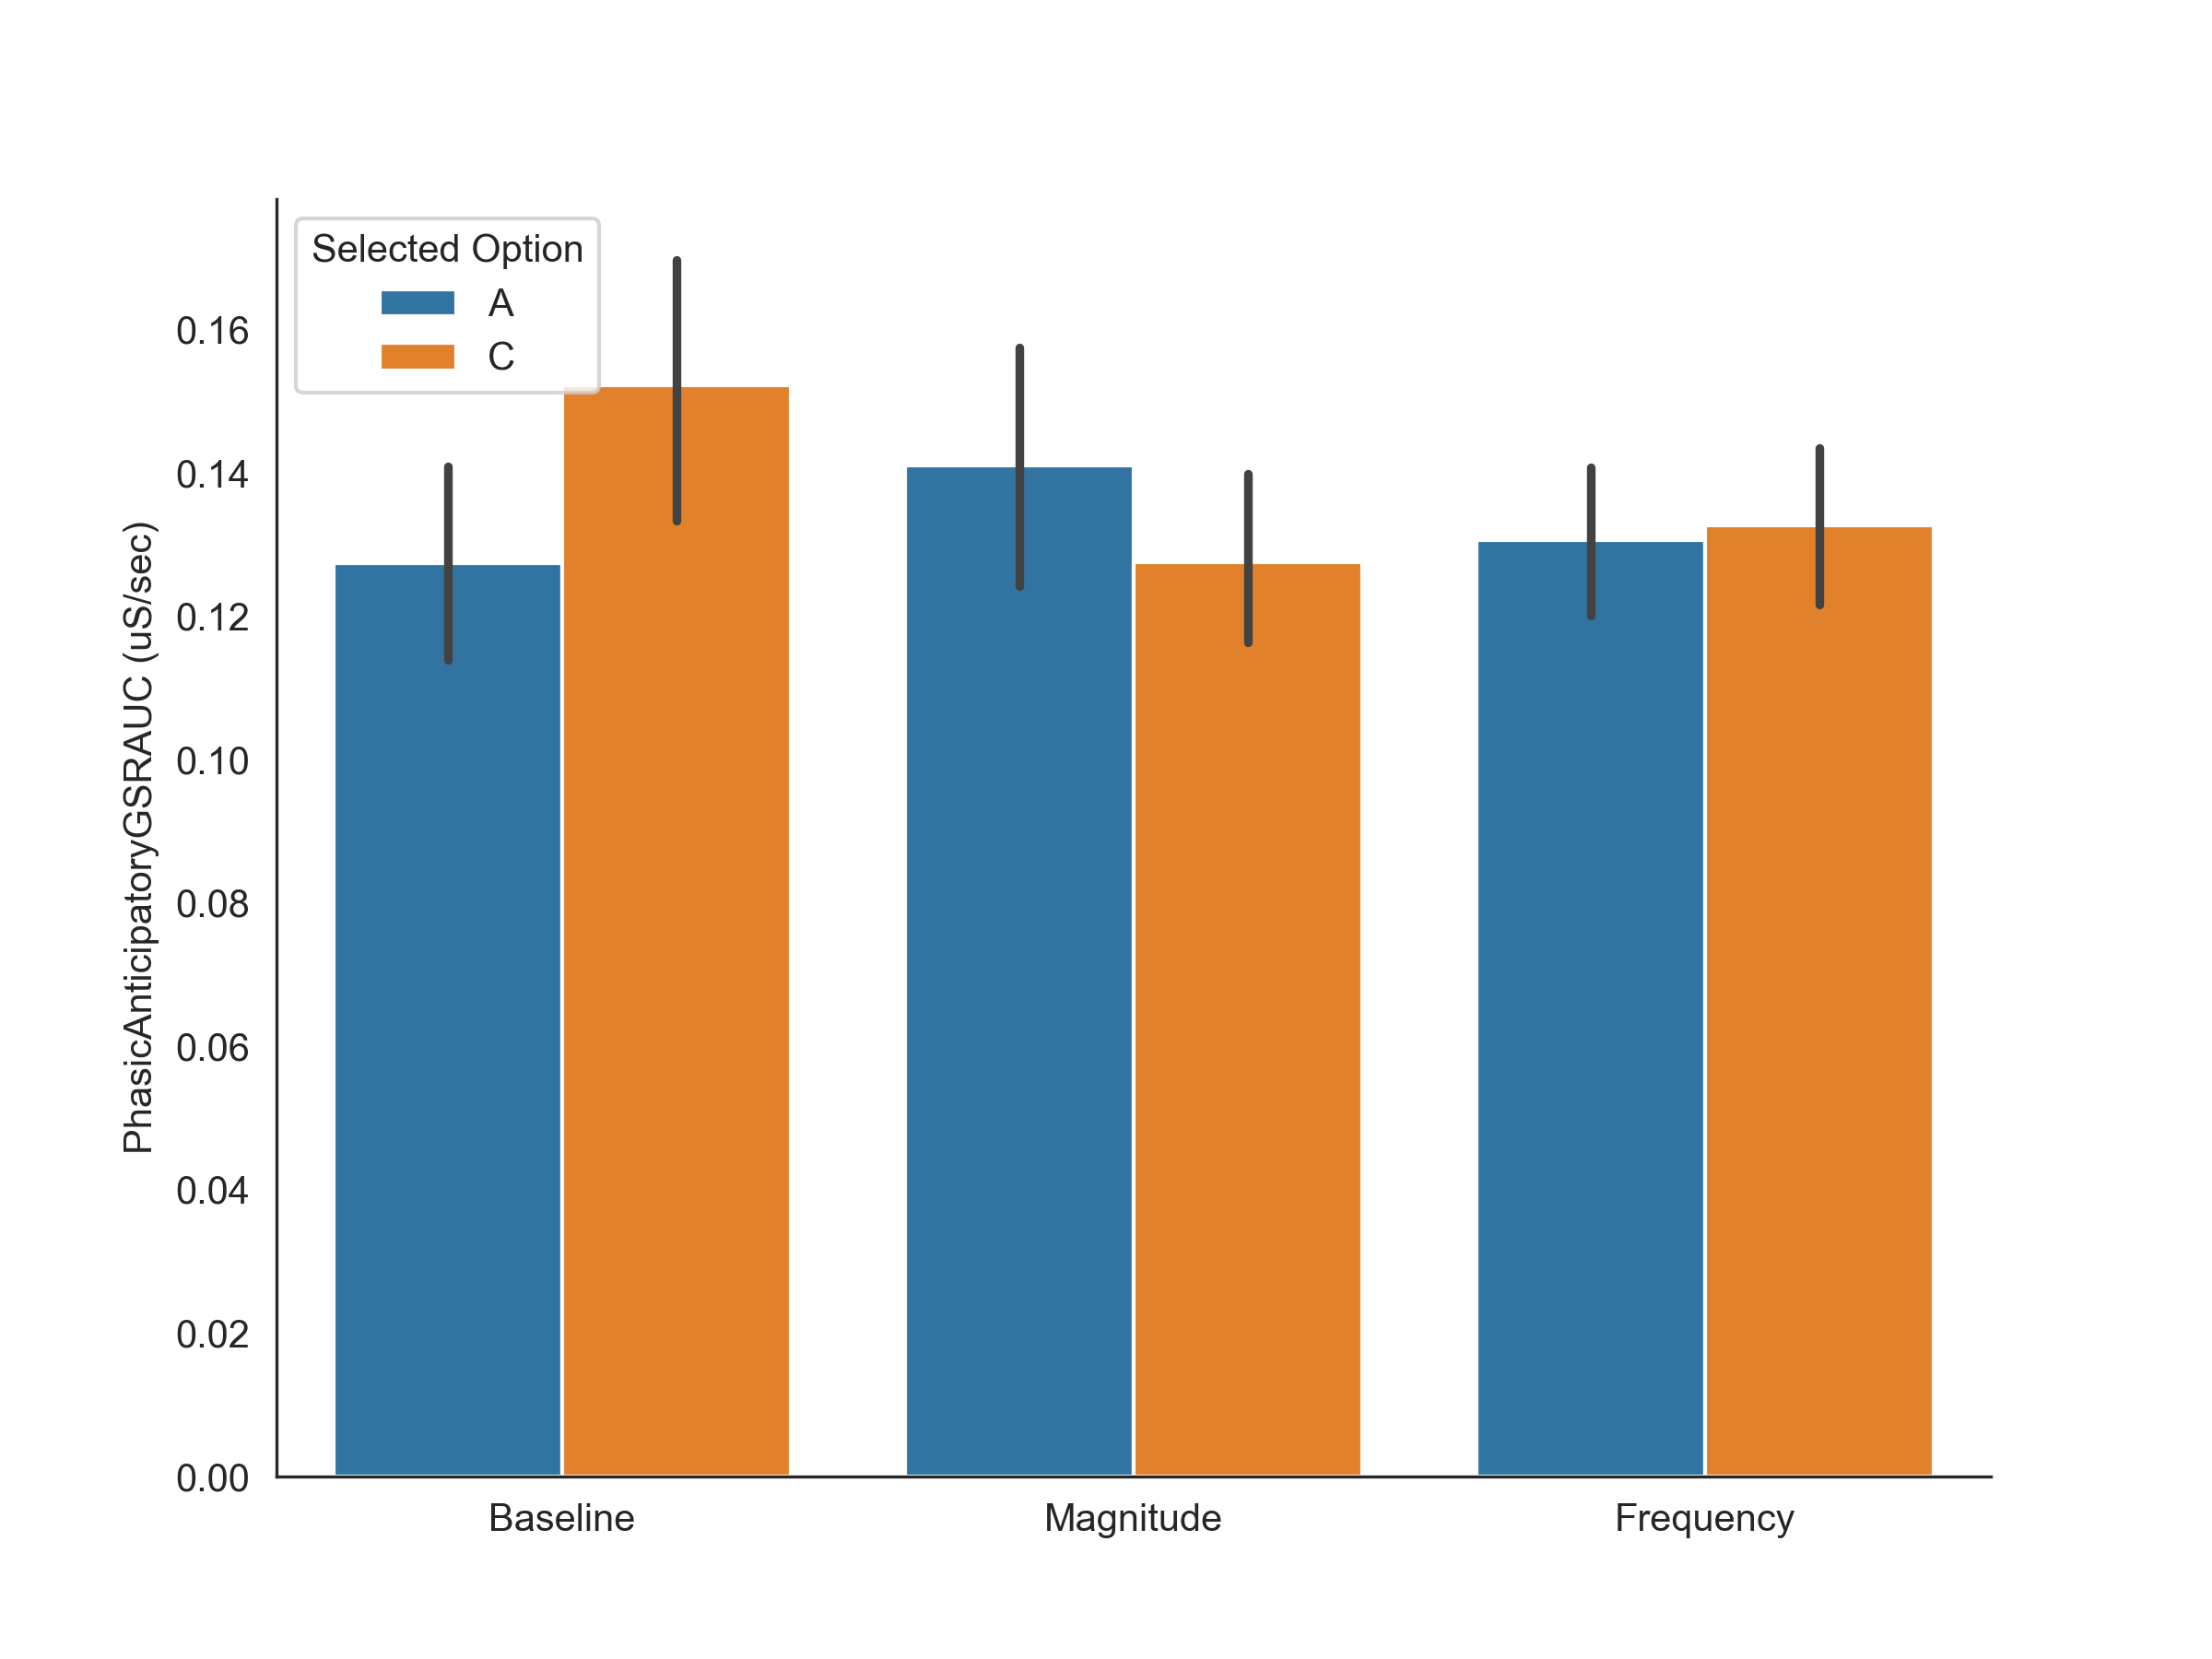 Selected Option
A
C
0.16
0.14
0.12
0.10
0.08
0.06
0.04
0.02
0.00
PhasicAnticipatoryGSRAUC (uS/sec)
Baseline
Magnitude
Frequency